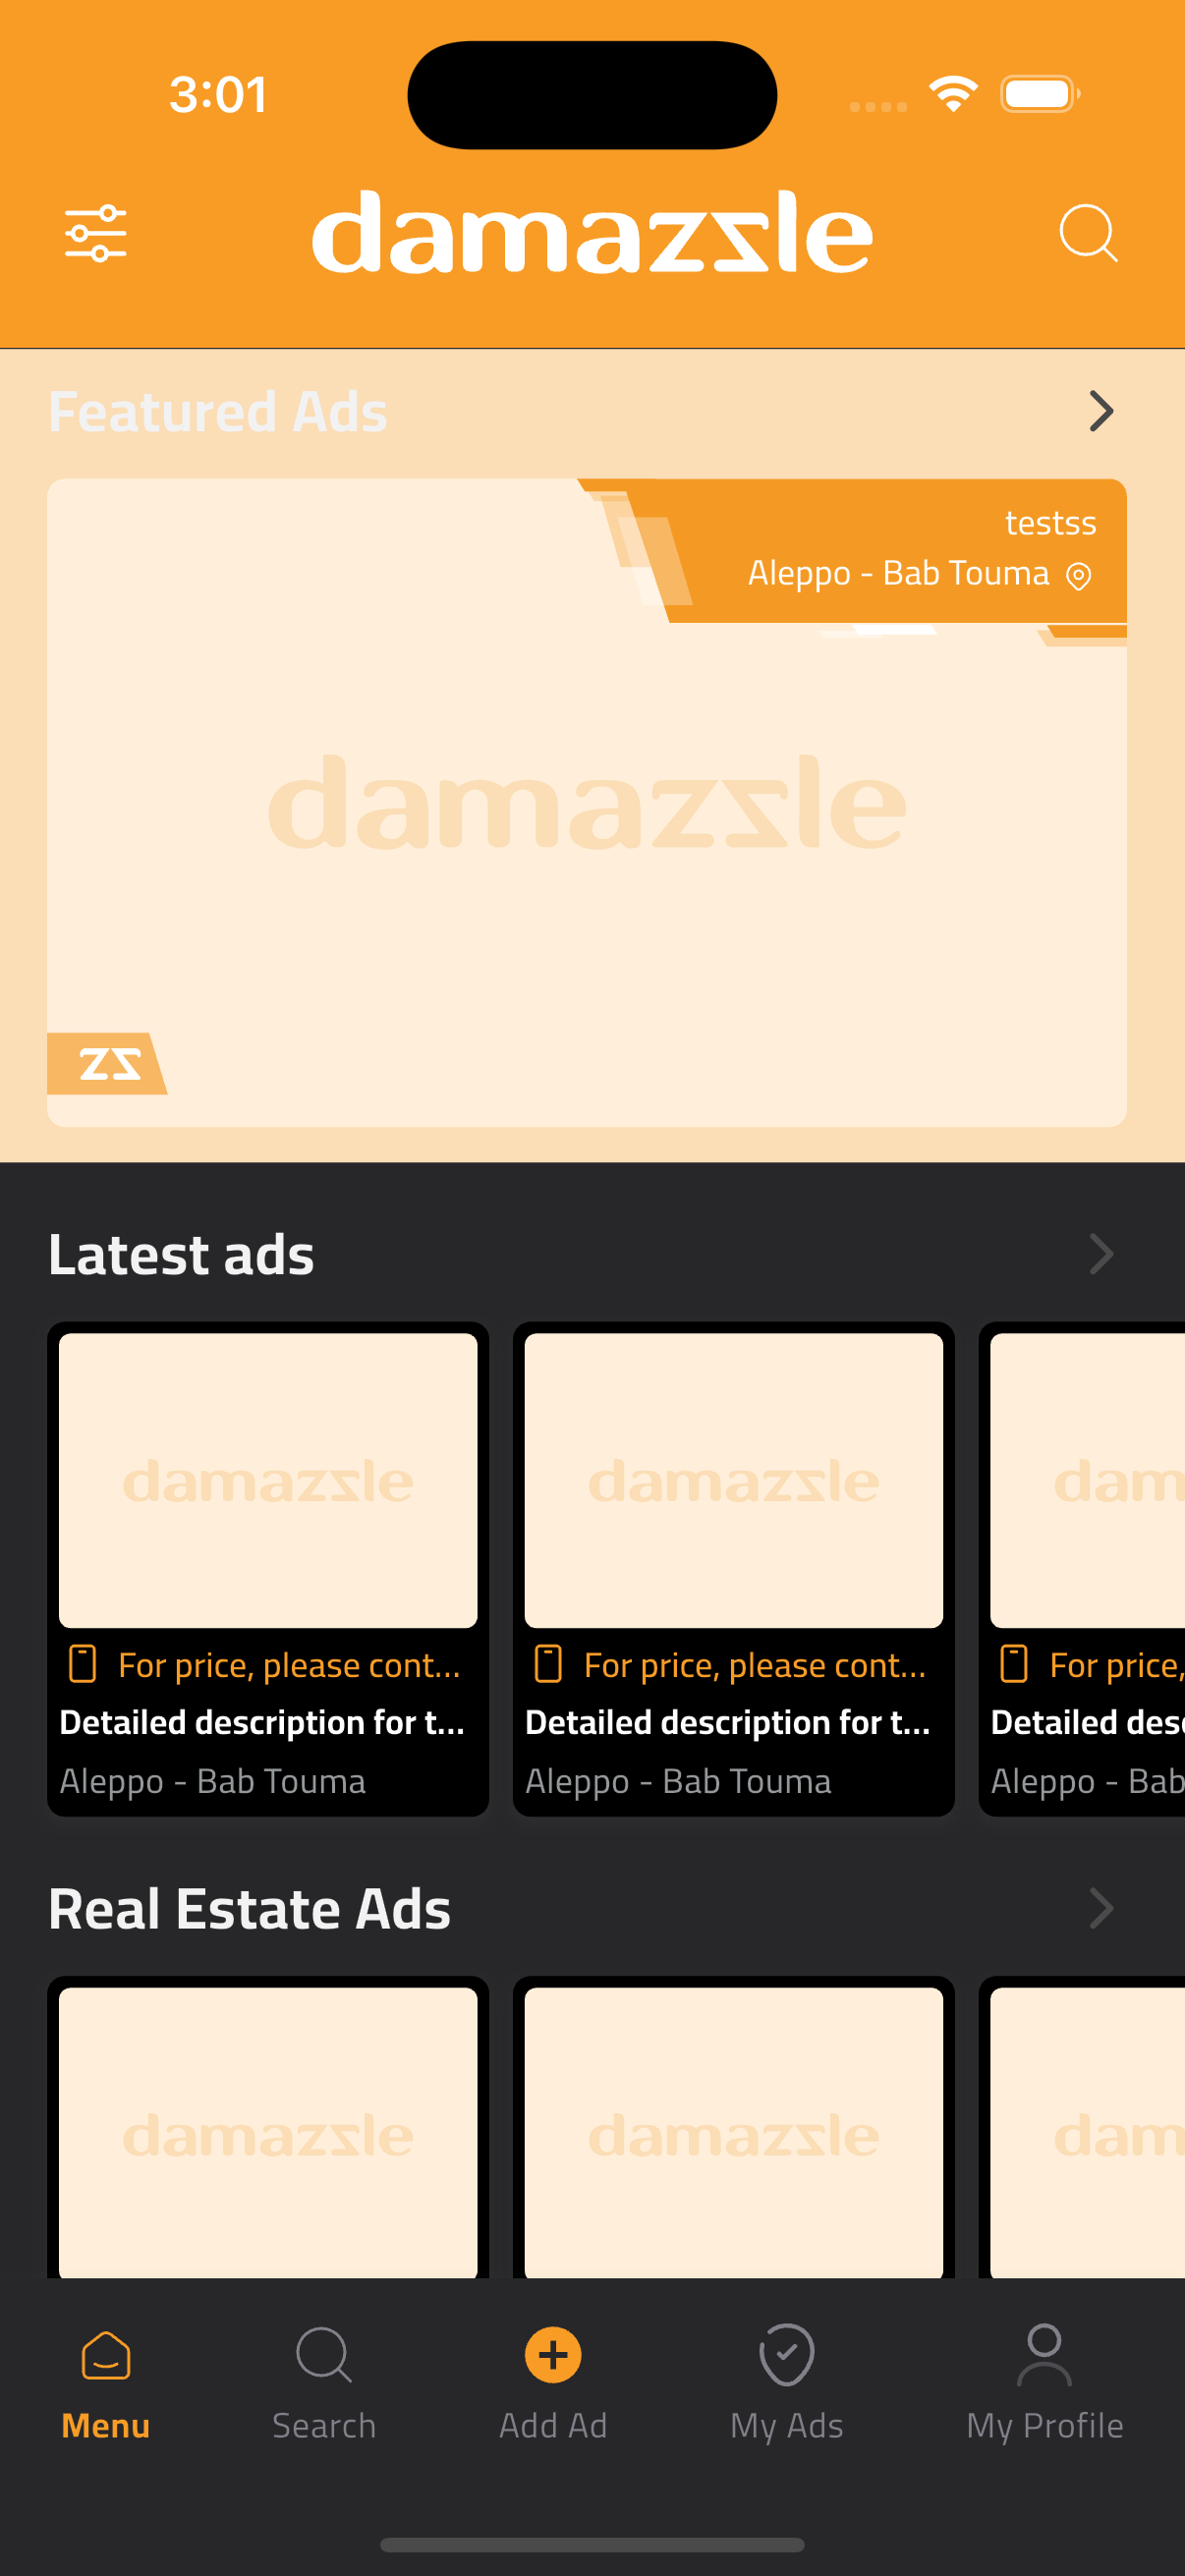 3:01
damazzle
Featured Ads
testss
Aleppo - Bab Touma
damazzle
zz
Latest ads
damazzle
damazzle
dam
For price, please cont...
For price, please cont...
For price,
Detailed description for t...
Detailed description for t...
Detailed desc
Aleppo - Bab Touma
Aleppo - Bab Touma
Aleppo - Bab
Real Estate Ads
damazzle
damazzle
dam
Menu
Search
Add Ad
My Ads
My Profile